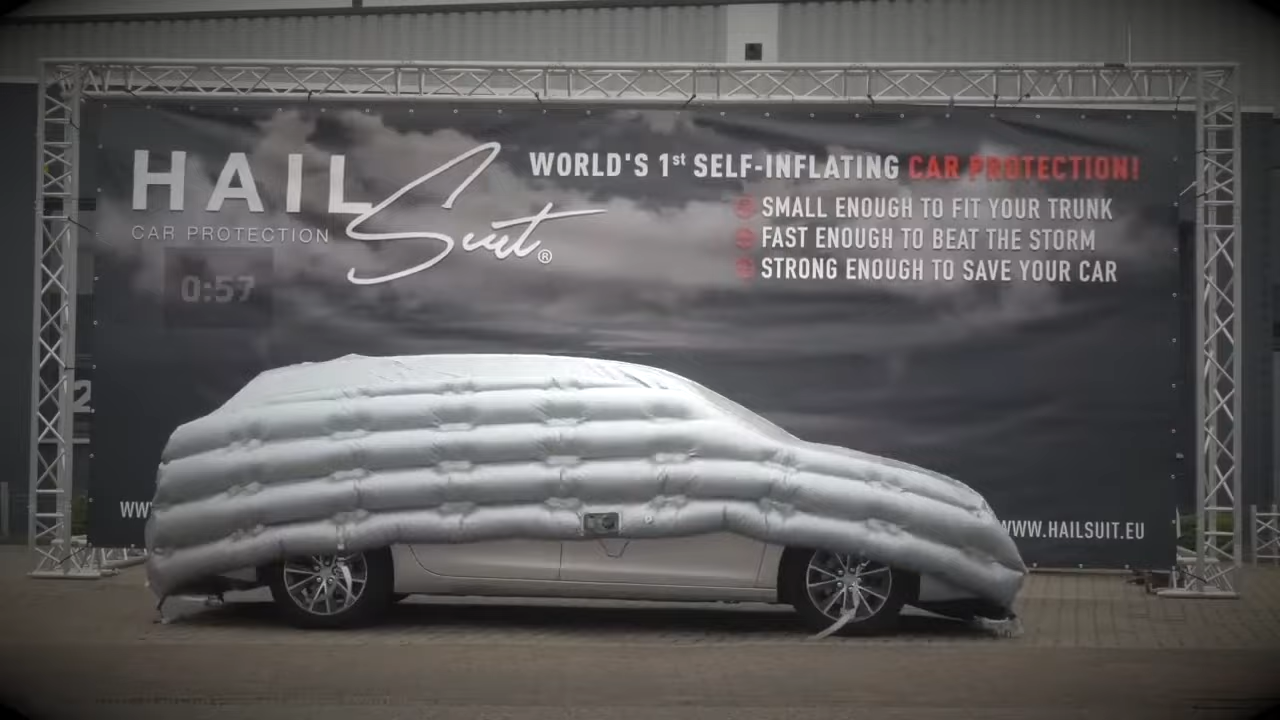 HAIL Suit®
CAR PROTECTION
0:57
WORLD'S 1st SELF-INFLATING CAR PROTECTION!
SMALL ENOUGH TO FIT YOUR TRUNK
FAST ENOUGH TO BEAT THE STORM
STRONG ENOUGH TO SAVE YOUR CAR
2
WWW.HAILSUIT.EU